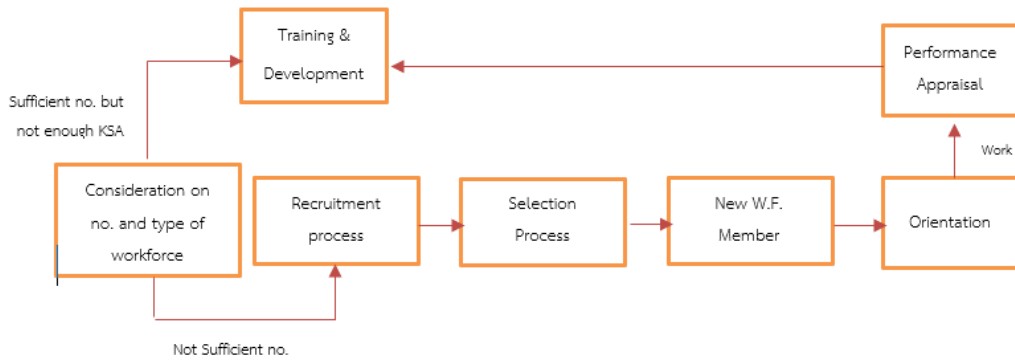 Training &
Development
Performance
Appraisal
Sufficient no. but
not enough KSA
Work
Consideration on
no. and type of
workforce
Recruitment
process
Selection
Process
New W.F.
Member
Orientation
Not Sufficient no.